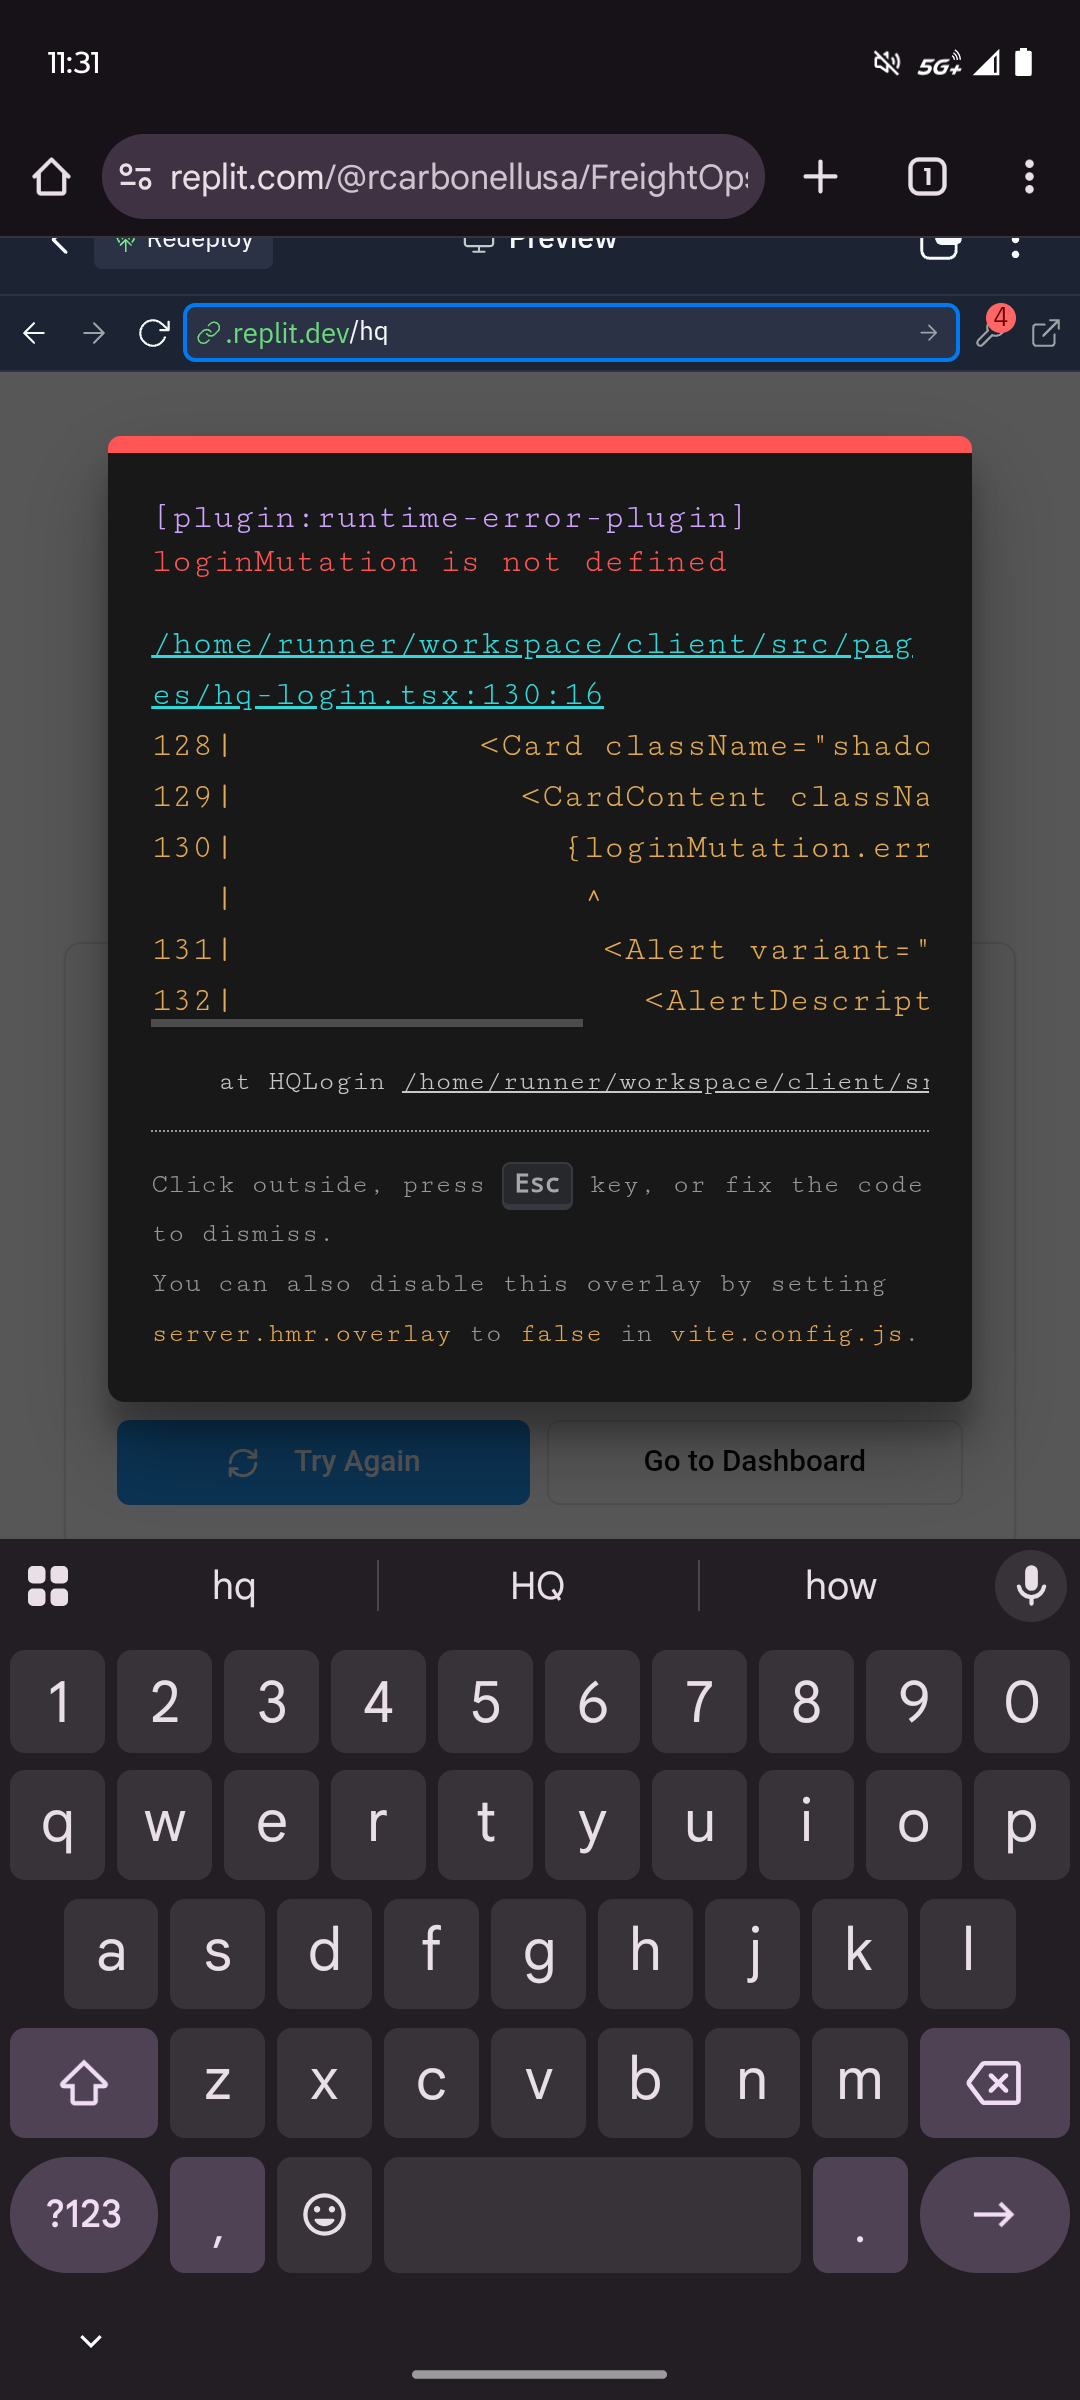 11:31
5G+
replit.com/@rcarbonellusa/FreightOps
1
Redeploy
Preview
.replit.dev/hq
4
[plugin:runtime-error-plugin]
loginMutation is not defined
/home/runner/workspace/client/src/pag
es/hq-login.tsx:130:16
128| <Card className="shado
129| <CardContent classNa
130| {loginMutation.err
| ^
131| <Alert variant="
132| <AlertDescript
at HQLogin /home/runner/workspace/client/sr
Click outside, press Esc key, or fix the code
to dismiss.
You can also disable this overlay by setting
server.hmr.overlay to false in vite.config.js.
Try Again
Go to Dashboard
hq HQ how
1 2 3 4 5 6 7 8 9 0
q w e r t y u i o p
a s d f g h j k l
z x c v b n m
?123 , .